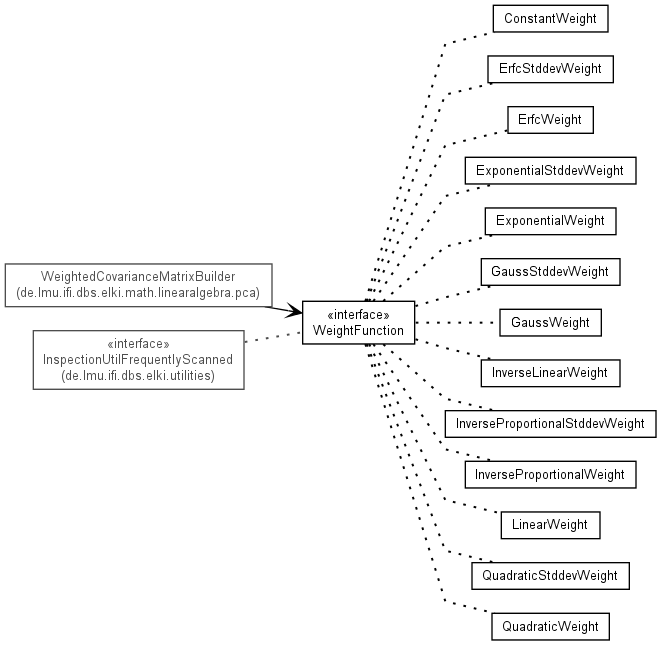 ConstantWeight
ErfcStddevWeight
ErfcWeight
ExponentialStddevWeight
ExponentialWeight
WeightedCovarianceMatrixBuilder
(de.lmu.ifi.dbs.elki.math.linearalgebra.pca)
«interface»
InspectionUtilFrequentlyScanned
(de.lmu.ifi.dbs.elki.utilities)
«interface»
WeightFunction
GaussStddevWeight
GaussWeight
InverseLinearWeight
InverseProportionalStddevWeight
InverseProportionalWeight
LinearWeight
QuadraticStddevWeight
QuadraticWeight